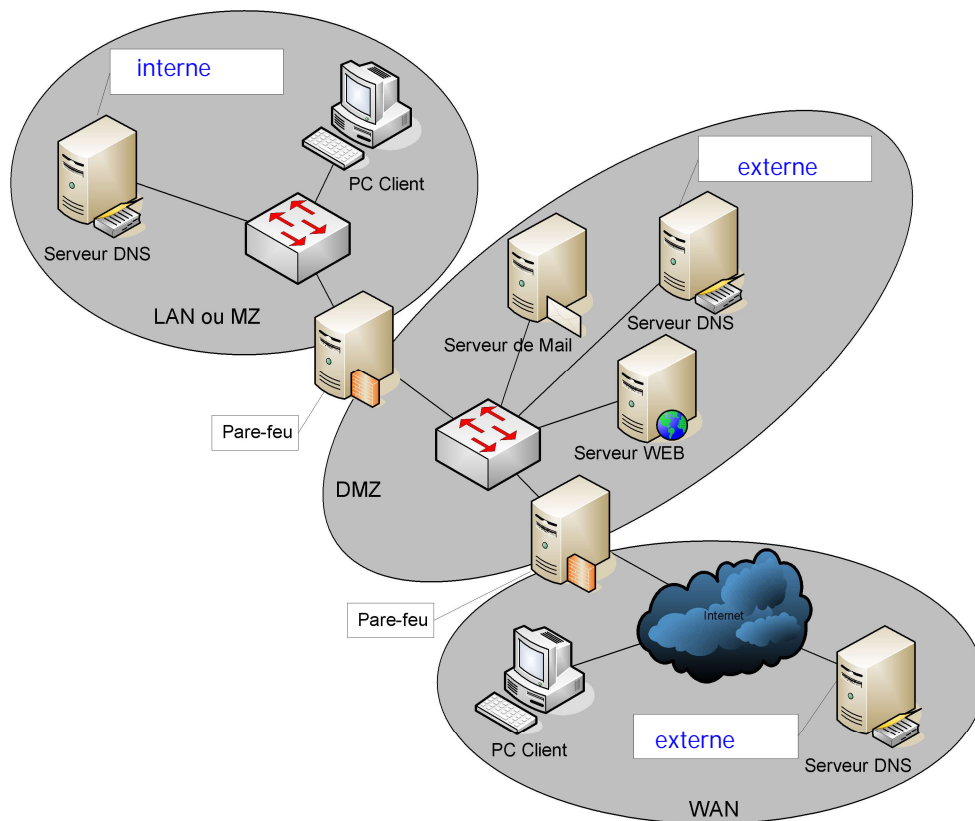 interne
PC Client
Serveur DNS
LAN ou MZ
externe
Serveur de Mail
Serveur DNS
Serveur WEB
Pare-feu
DMZ
Pare-feu
Internet
PC Client
externe
Serveur DNS
WAN